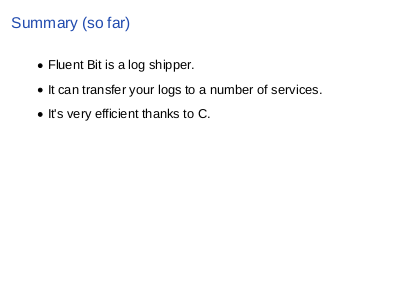 Summary (so far)
• Fluent Bit is a log shipper.
• It can transfer your logs to a number of services.
• It's very efficient thanks to C.